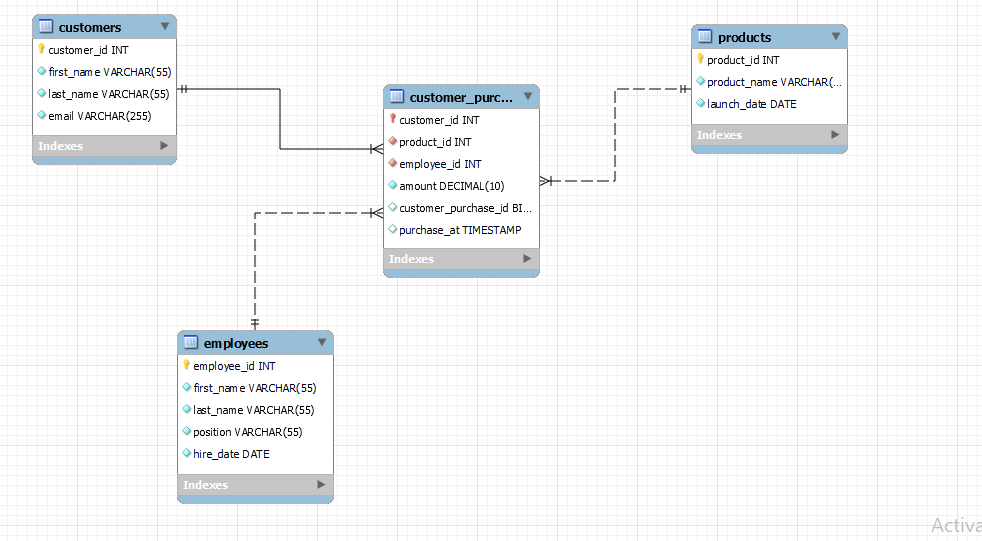 customers
customer_id INT
first_name VARCHAR(55)
last_name VARCHAR(55)
email VARCHAR(255)
Indexes
customer_purc...
customer_id INT
product_id INT
employee_id INT
amount DECIMAL(10)
customer_purchase_id BI...
purchase_at TIMESTAMP
Indexes
products
product_id INT
product_name VARCHAR(...
launch_date DATE
Indexes
employees
employee_id INT
first_name VARCHAR(55)
last_name VARCHAR(55)
position VARCHAR(55)
hire_date DATE
Indexes
Activa